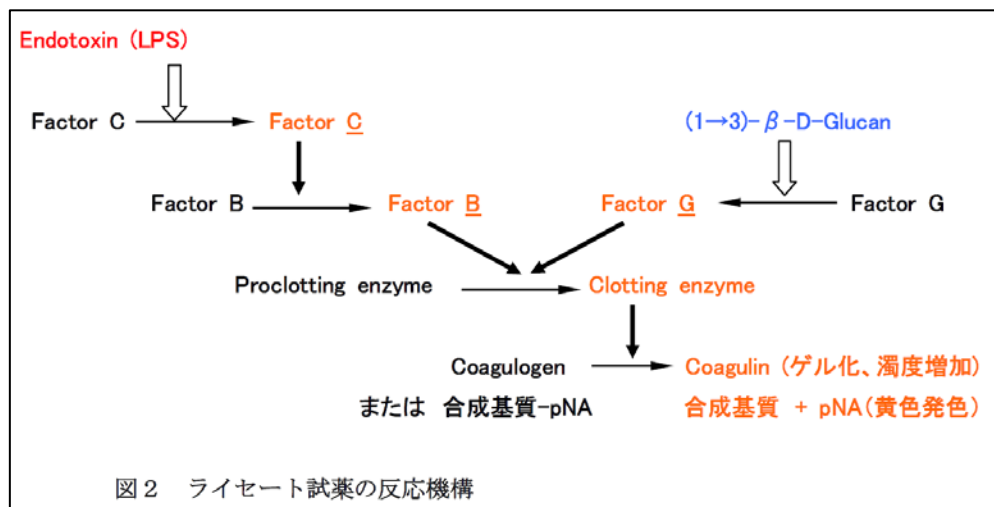 Endotoxin (LPS)
Factor C Factor C (1→3)-β-D-Glucan
Factor B Factor B Factor G Factor G
Proclotting enzyme Clotting enzyme
Coagulogen Coagulin (ゲル化、濁度増加)
または 合成基質-pNA 合成基質 + pNA(黄色発色)
図2 ライセート試薬の反応機構